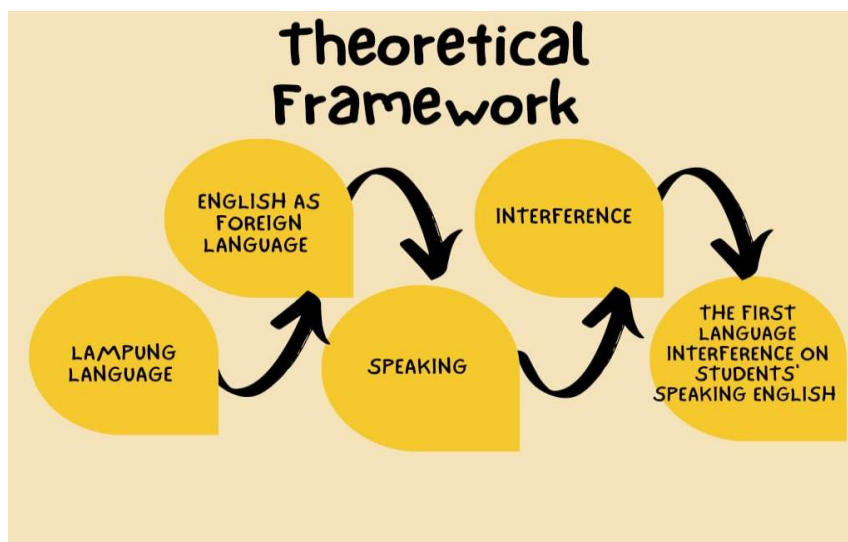 Theoretical
Framework
LAMPUNG
LANGUAGE
ENGLISH AS
FOREIGN
LANGUAGE
SPEAKING
INTERFERENCE
THE FIRST
LANGUAGE
INTERFERENCE ON
STUDENTS'
SPEAKING ENGLISH